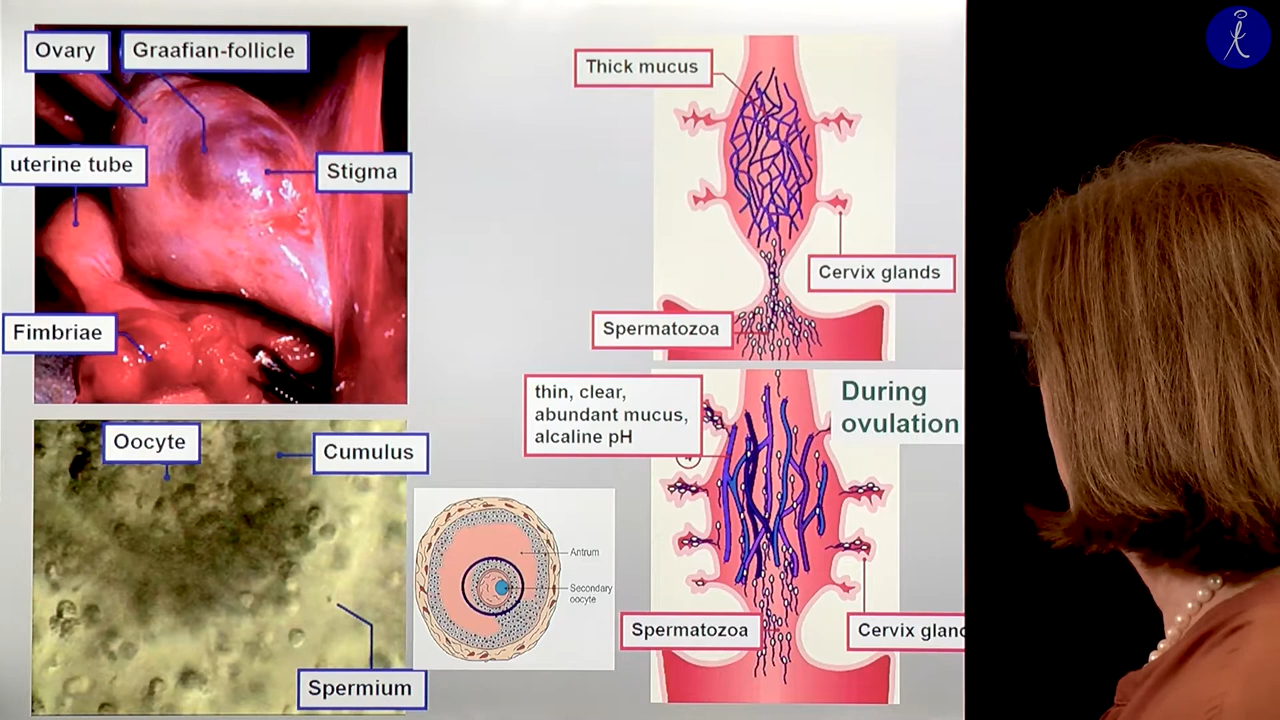 Ovary
Graafian-follicle
uterine tube
Stigma
Fimbriae
Oocyte
Cumulus
Spermium
Antrum
Secondary
oocyte
Thick mucus
Cervix glands
Spermatozoa
thin, clear,
abundant mucus,
alcaline pH
During
ovulation
Spermatozoa
Cervix glanc